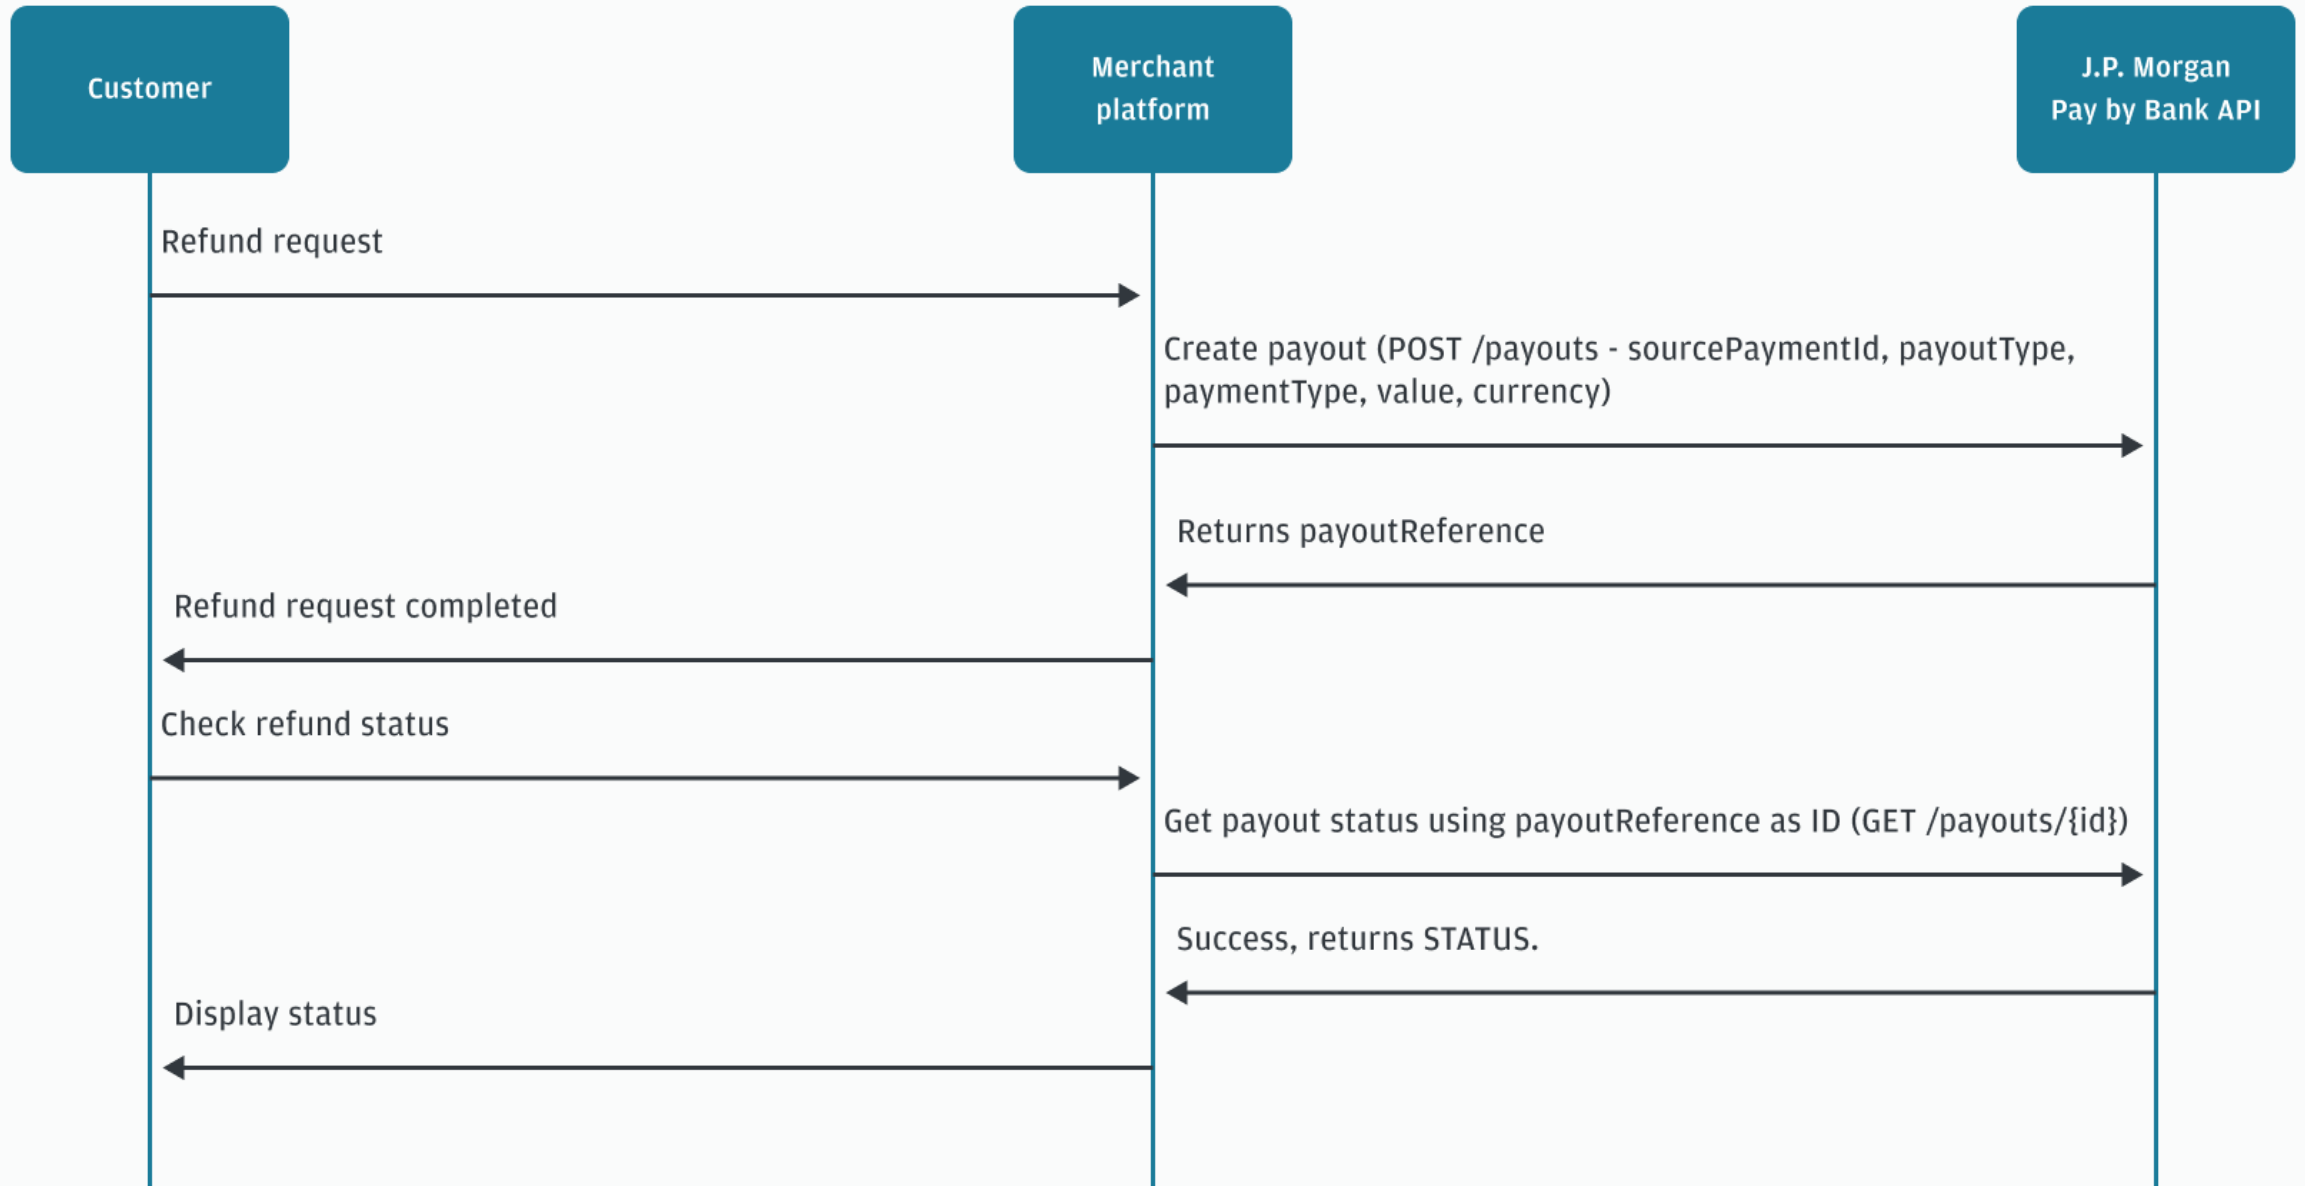 Customer
Merchant
platform
J.P. Morgan
Pay by Bank API
Refund request
Create payout (POST /payouts - sourcePaymentId, payoutType,
paymentType, value, currency)
Returns payoutReference
Refund request completed
Check refund status
Get payout status using payoutReference as ID (GET /payouts/{id})
Success, returns STATUS.
Display status